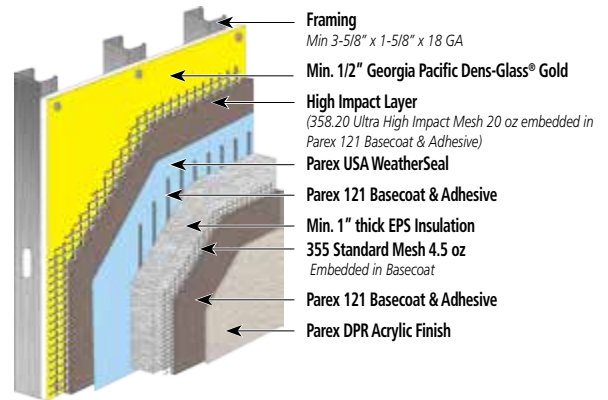 Framing
Min 3-5/8" x 1-5/8" x 18 GA
Min. 1/2" Georgia Pacific Dens-Glass® Gold
High Impact Layer
(358.20 Ultra High Impact Mesh 20 oz embedded in
Parex 121 Basecoat & Adhesive)
Parex USA WeatherSeal
Parex 121 Basecoat & Adhesive
Min. 1" thick EPS Insulation
355 Standard Mesh 4.5 oz
Embedded in Basecoat
Parex 121 Basecoat & Adhesive
Parex DPR Acrylic Finish